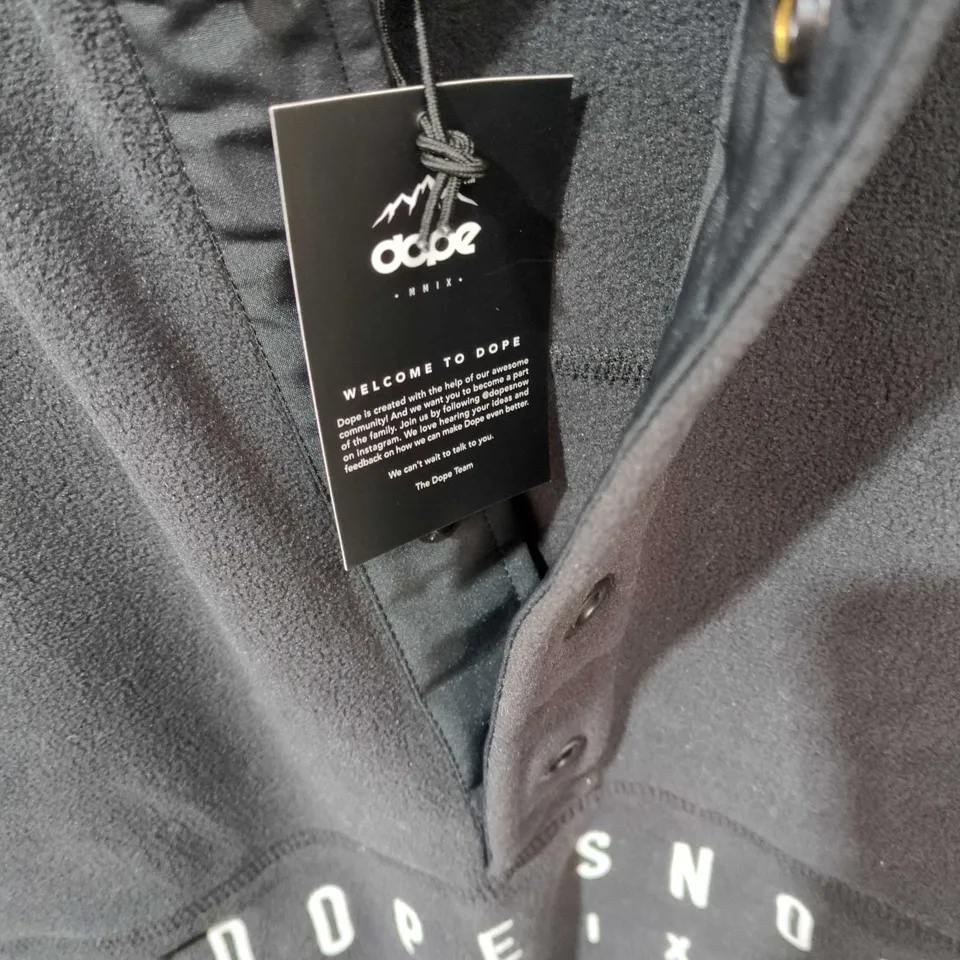 dope
• MMIX •
WELCOME TO DOPE
Dope is created with the help of our awesome
community! And we want you to become a part
of the family. Join us by following @dopesnow
on Instagram. We love hearing your ideas and
feedback on how we can make Dope even better.
We can't wait to talk to you.
The Dope Team
DOPE SNO
IX